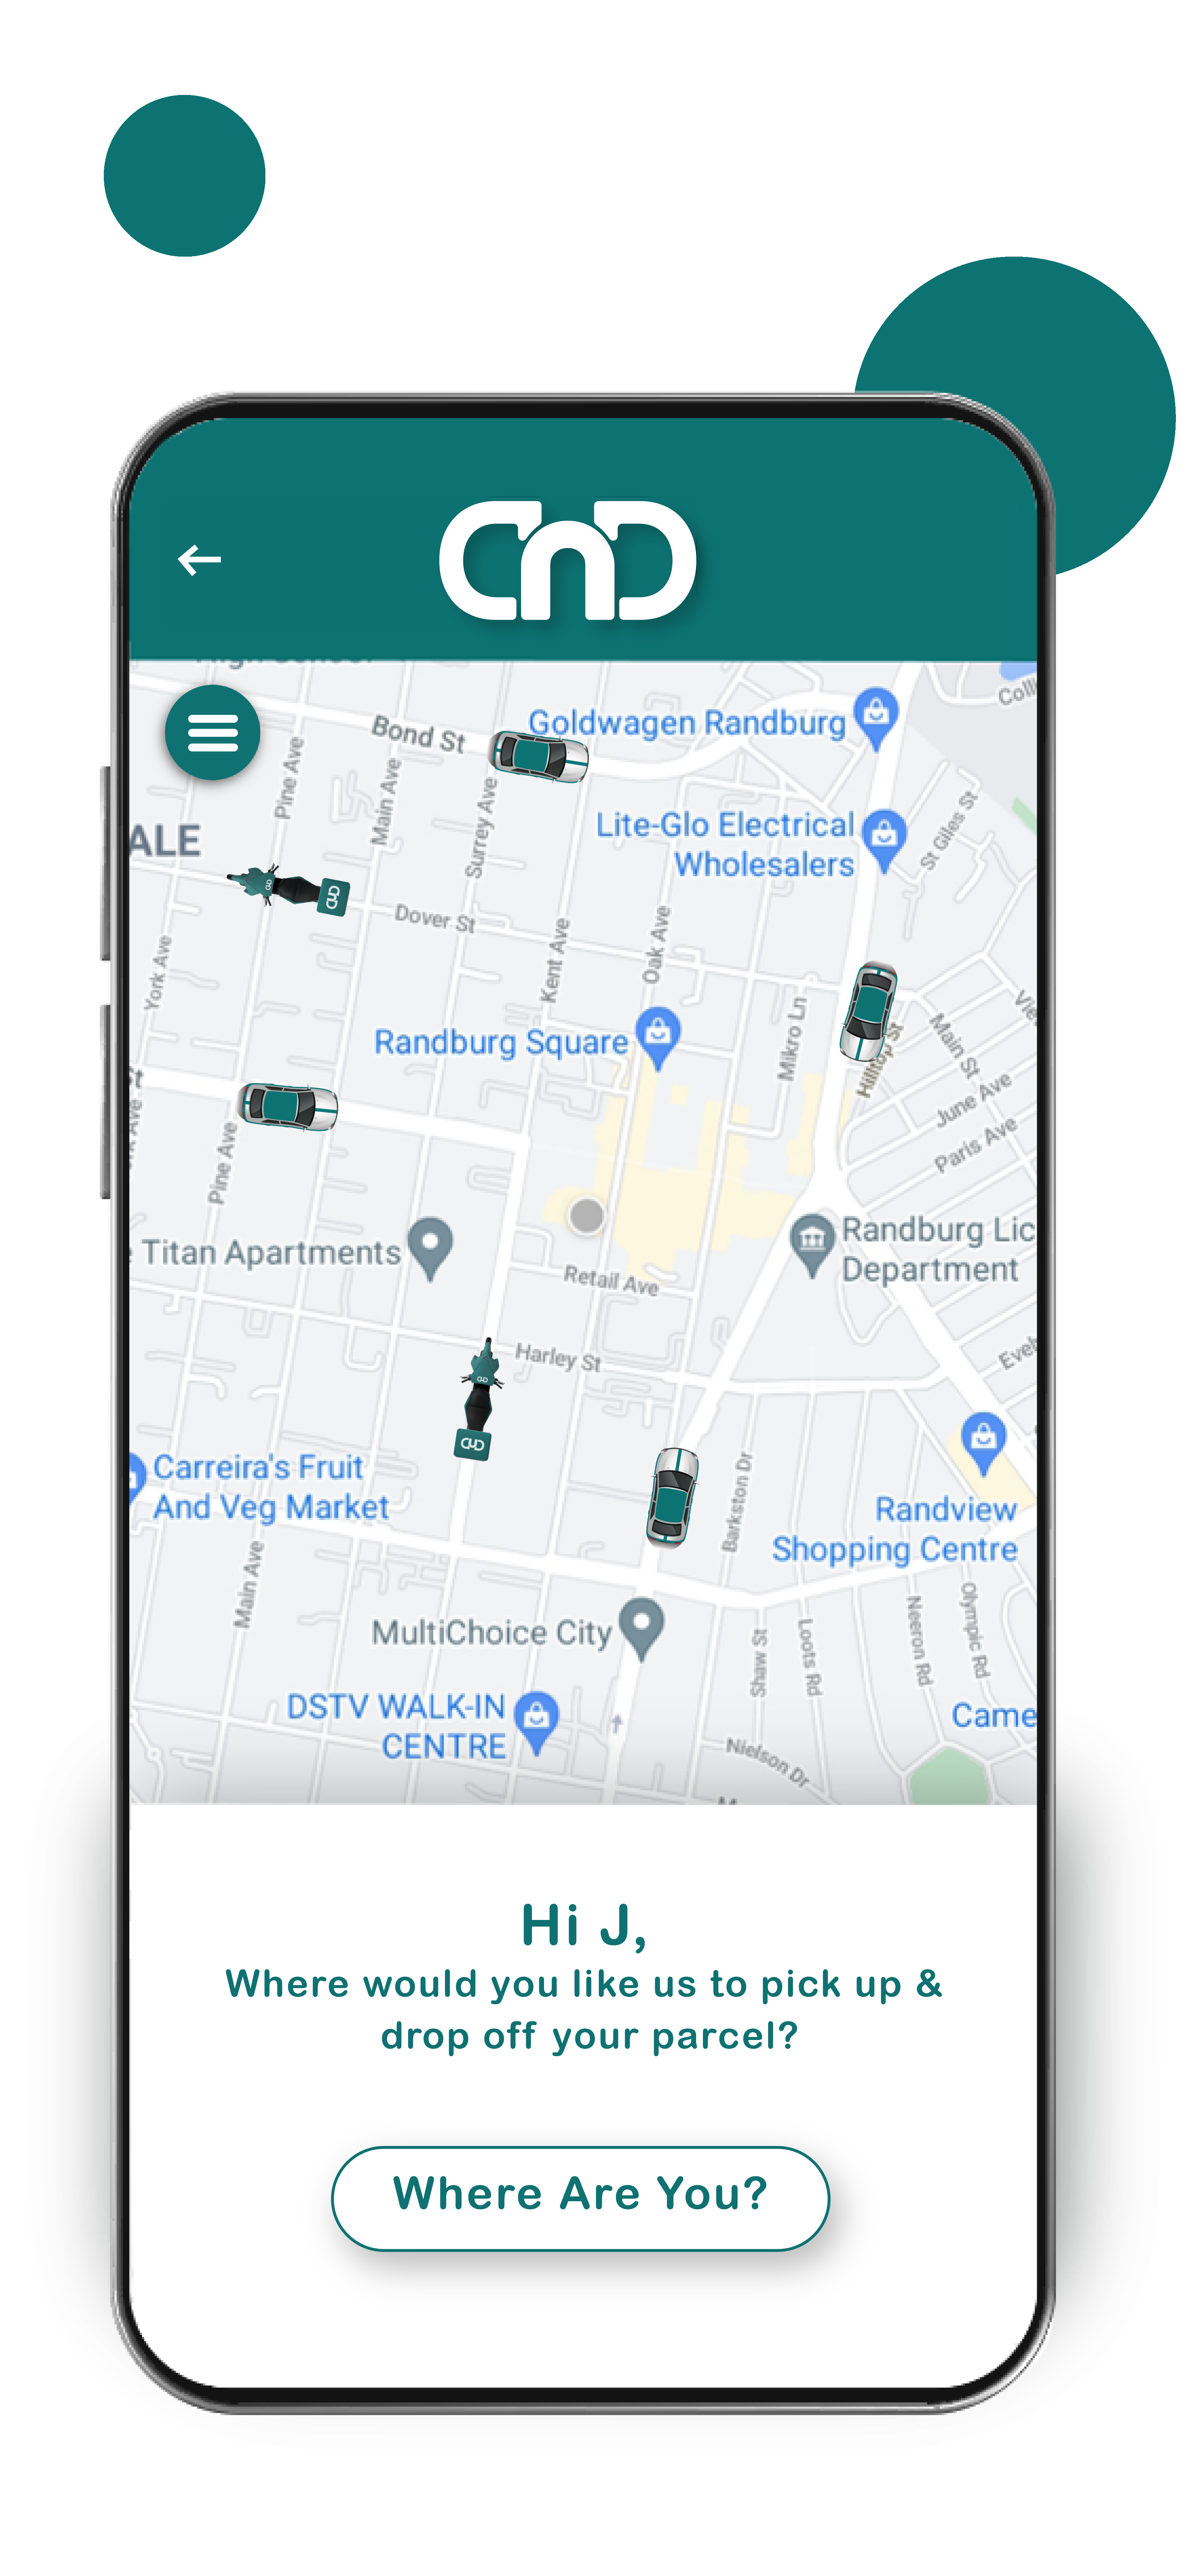 CnD
Bond St
Goldwagen Randburg
Pine Ave
Main Ave
Surrey Ave
Lite-Glo Electrical
Wholesalers
St Giles St
ALE
Dover St
York Ave
Kent Ave
Oak Ave
Mikro Ln
Randburg Square
Hilltop St
Main St
June Ave
Paris Ave
Pine Ave
Titan Apartments
Randburg Lic
Department
Retail Ave
Harley St
Carreira's Fruit
And Veg Market
Barkston Dr
Randview
Shopping Centre
Main Ave
MultiChoice City
Shaw St
Loots Rd
Neeron Rd
Olympic Rd
DSTV WALK-IN
CENTRE
Came
Nielson Dr
Hi J,
Where would you like us to pick up &
drop off your parcel?
Where Are You?